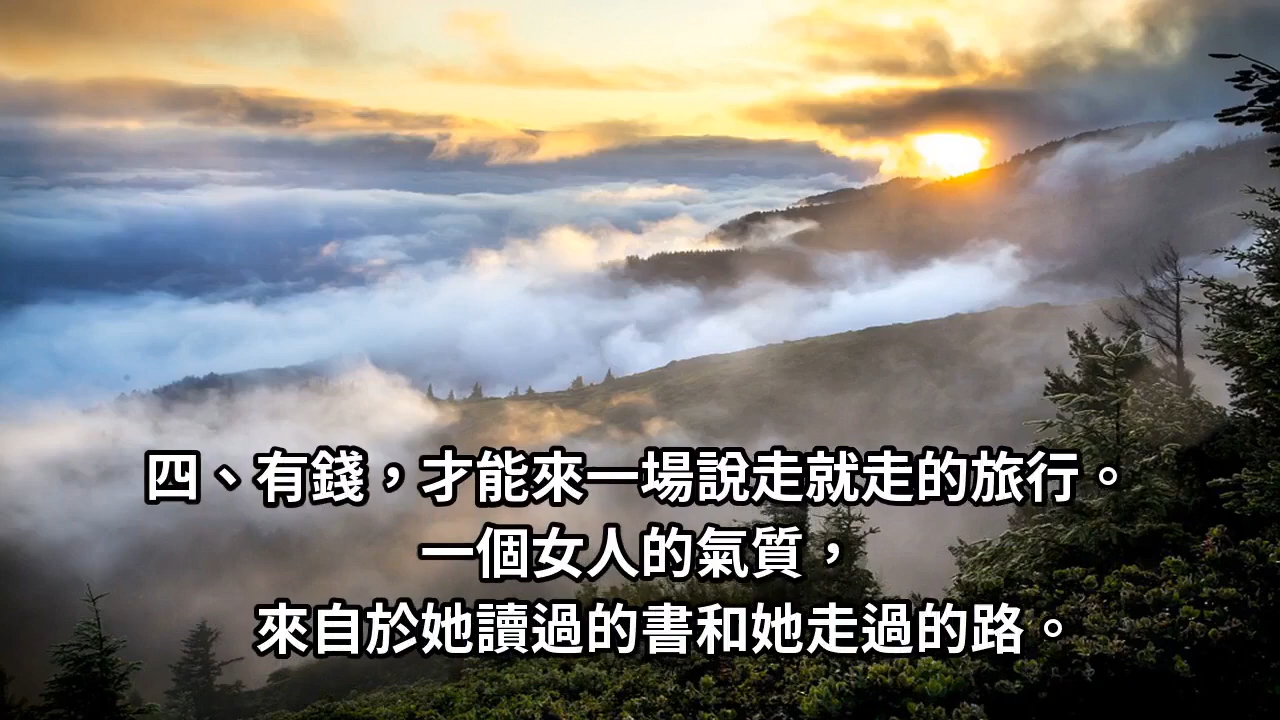 四、有錢，才能來一場說走就走的旅行。
一個女人的氣质，
來自於她讀過的書和她走過的路。